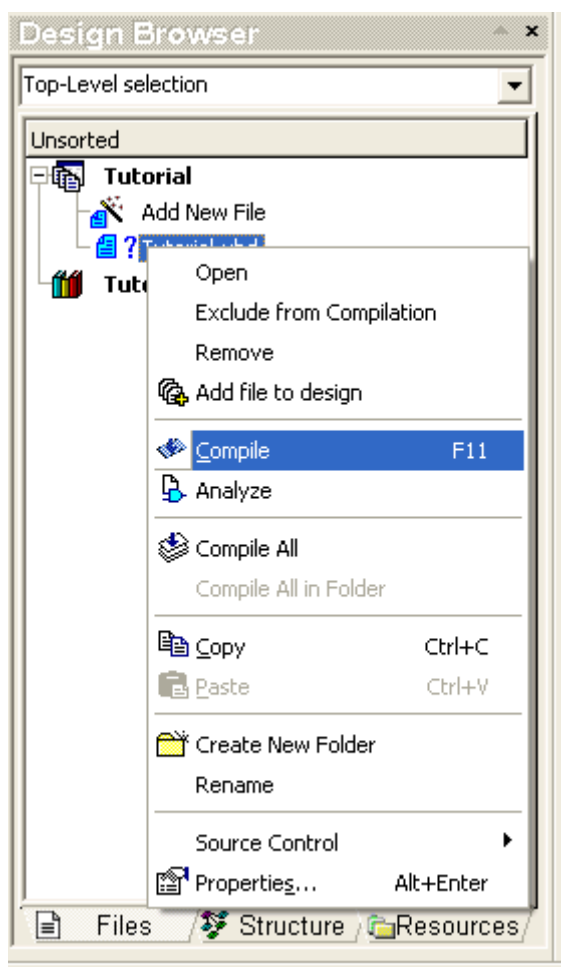 Design Browser
Top-Level selection
Unsorted
Tutorial
Add New File
?
Open
Exclude from Compilation
Remove
Add file to design
Compile F11
Analyze
Compile All
Compile All in Folder
Copy Ctrl+C
Paste Ctrl+V
Create New Folder
Rename
Source Control
Properties... Alt+Enter
Files Structure Resources